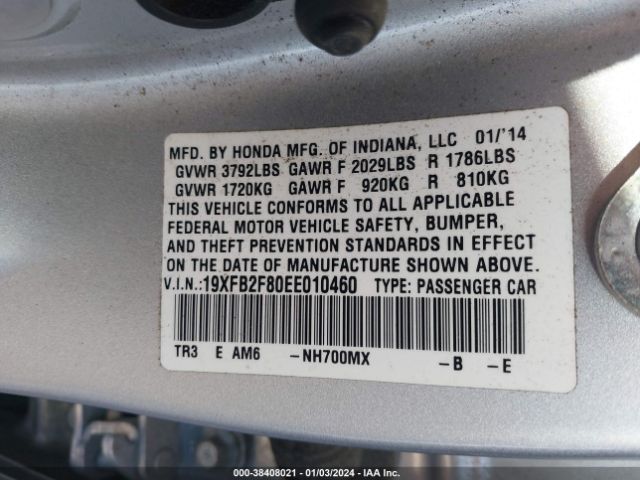 MFD. BY HONDA MFG. OF INDIANA, LLC 01/'14
GVWR 3792LBS GAWR F 2029LBS R 1786LBS
GVWR 1720KG GAWR F 920KG R 810KG
THIS VEHICLE CONFORMS TO ALL APPLICABLE
FEDERAL MOTOR VEHICLE SAFETY, BUMPER,
AND THEFT PREVENTION STANDARDS IN EFFECT
ON THE DATE OF MANUFACTURE SHOWN ABOVE.
V.I.N.:19XFB2F80EE010460 TYPE: PASSENGER CAR
TR3 E AM6 -NH700MX -B -E
000-38408021 - 01/03/2024 - IAA Inc.